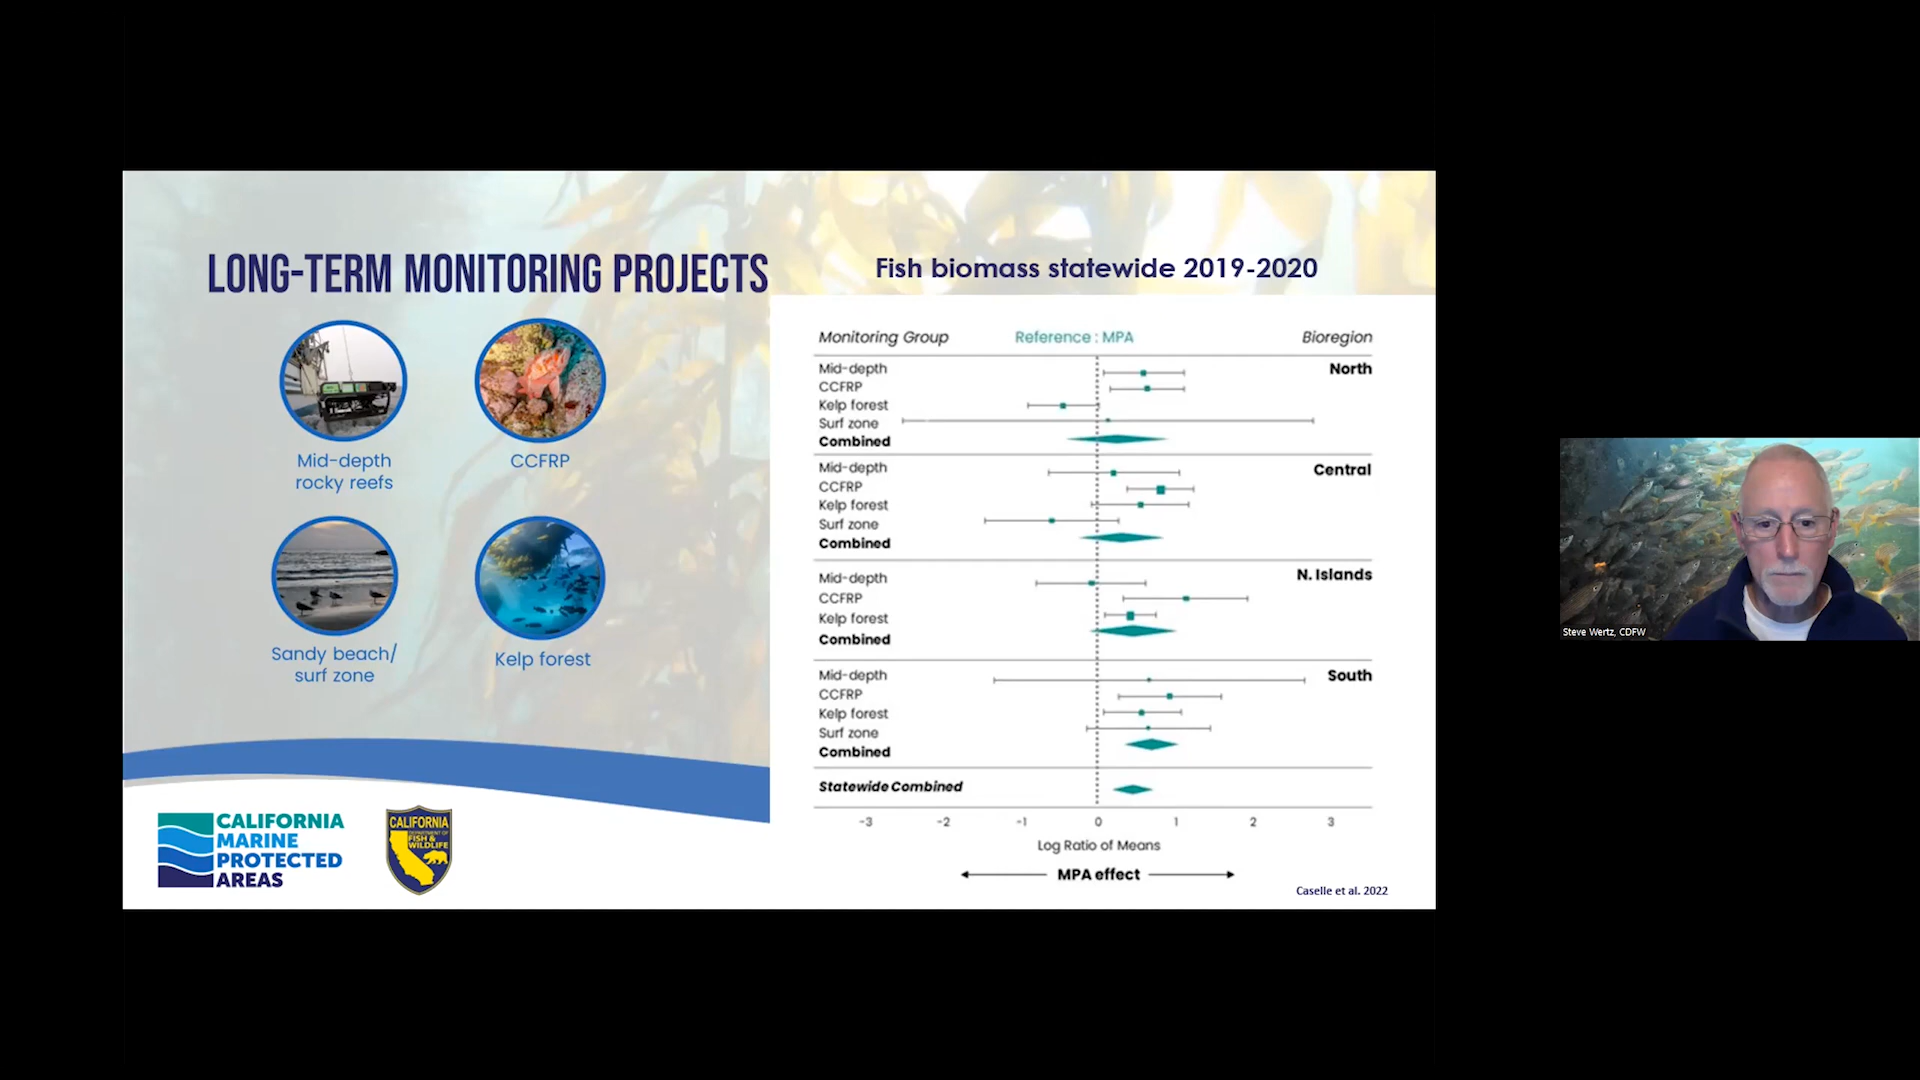 LONG-TERM MONITORING PROJECTS
Mid-depth
rocky reefs
CCFRP
Sandy beach/
surf zone
Kelp forest
CALIFORNIA
MARINE
PROTECTED
AREAS
CALIFORNIA
DEPARTMENT OF
FISH &
WILDLIFE
Fish biomass statewide 2019-2020
Monitoring Group Reference : MPA Bioregion
Mid-depth North
CCFRP
Kelp forest
Surf zone
Combined
Mid-depth Central
CCFRP
Kelp forest
Surf zone
Combined
Mid-depth N. Islands
CCFRP
Kelp forest
Combined
Mid-depth South
CCFRP
Kelp forest
Surf zone
Combined
Statewide Combined
-3 -2 -1 0 1 2 3
Log Ratio of Means
MPA effect
Caselle et al. 2022
Steve Wertz, CDFW